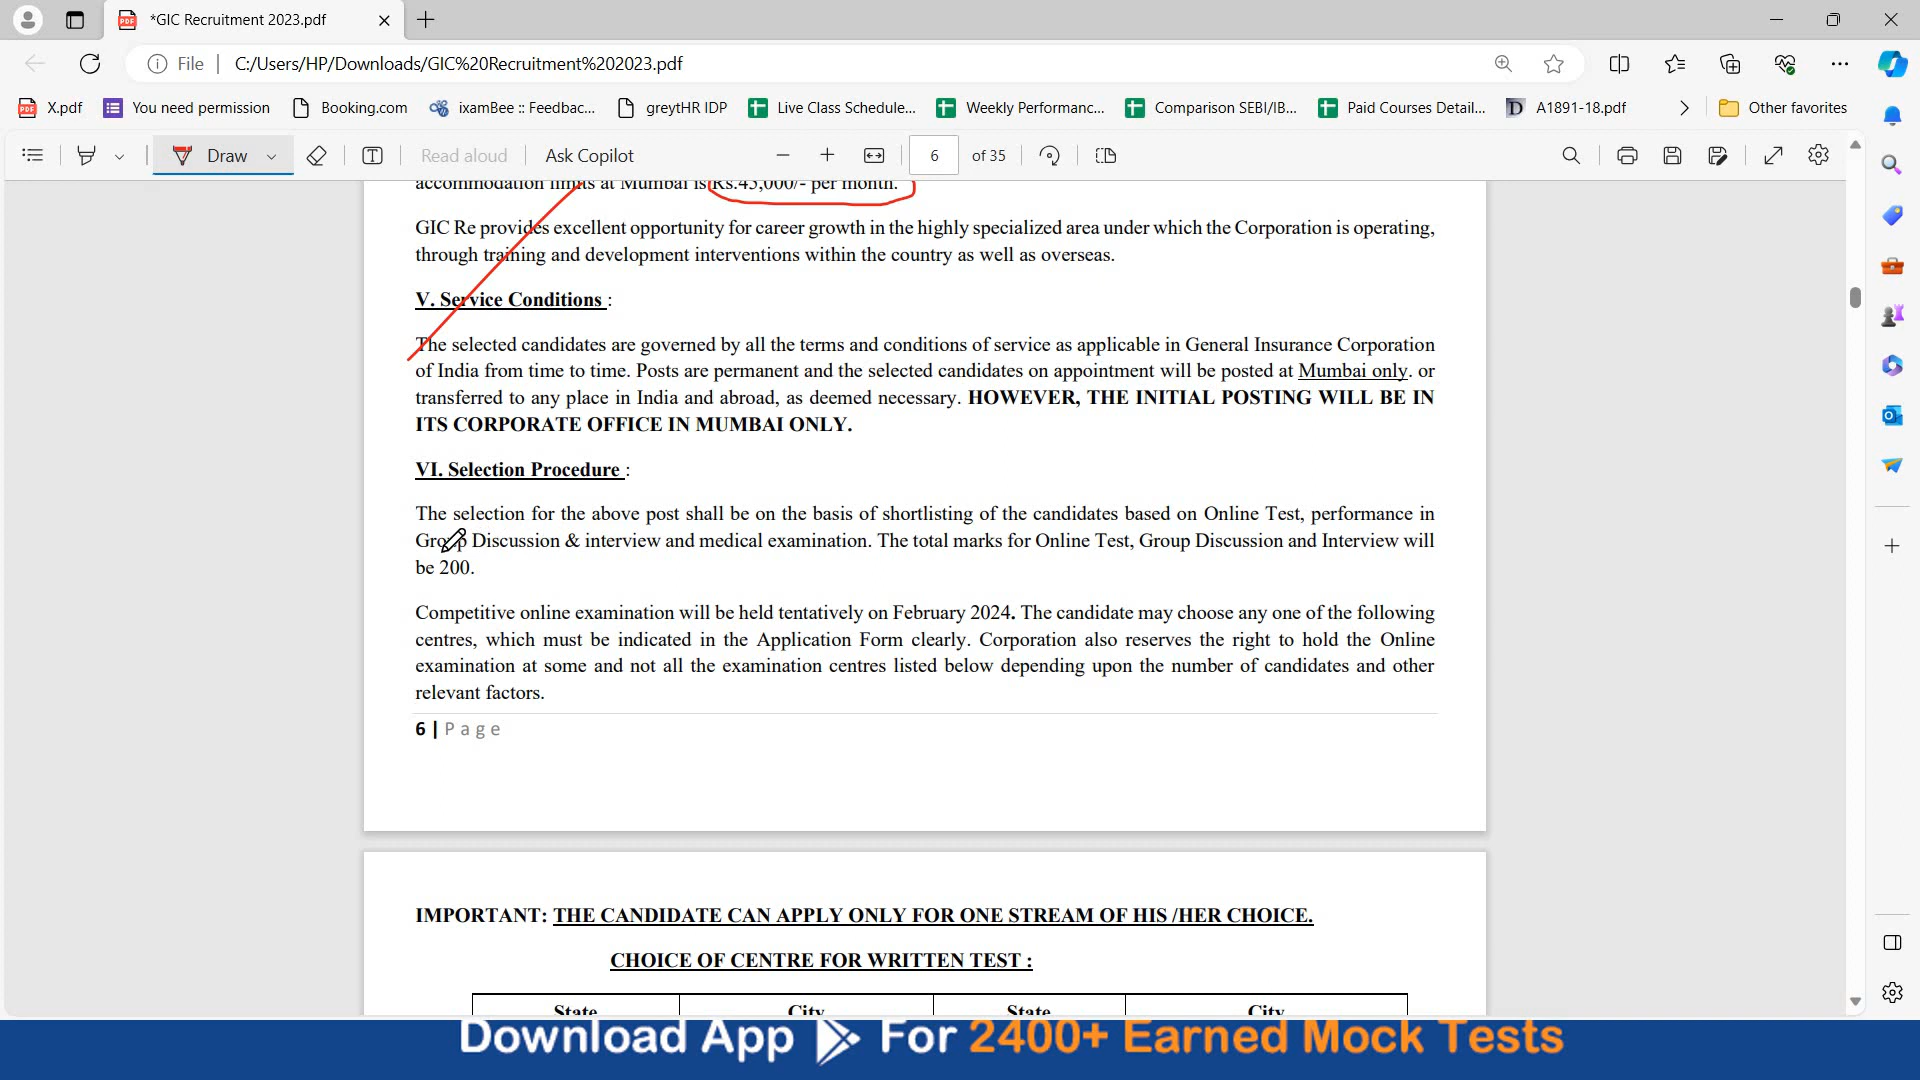 *GIC Recruitment 2023.pdf
File
C:/Users/HP/Downloads/GIC%20Recruitment%202023.pdf
X.pdf You need permission Booking.com ixamBee :: Feedbac... greytHR IDP Live Class Schedule... Weekly Performanc... Comparison SEBI/IB... Paid Courses Detail... A1891-18.pdf Other favorites
Draw Read aloud Ask Copilot 6 of 35
accommodation limits at Mumbai is Rs.45,000/- per month.
GIC Re provides excellent opportunity for career growth in the highly specialized area under which the Corporation is operating,
through training and development interventions within the country as well as overseas.
V. Service Conditions :
The selected candidates are governed by all the terms and conditions of service as applicable in General Insurance Corporation
of India from time to time. Posts are permanent and the selected candidates on appointment will be posted at Mumbai only. or
transferred to any place in India and abroad, as deemed necessary. HOWEVER, THE INITIAL POSTING WILL BE IN
ITS CORPORATE OFFICE IN MUMBAI ONLY.
VI. Selection Procedure :
The selection for the above post shall be on the basis of shortlisting of the candidates based on Online Test, performance in
Group Discussion & interview and medical examination. The total marks for Online Test, Group Discussion and Interview will
be 200.
Competitive online examination will be held tentatively on February 2024. The candidate may choose any one of the following
centres, which must be indicated in the Application Form clearly. Corporation also reserves the right to hold the Online
examination at some and not all the examination centres listed below depending upon the number of candidates and other
relevant factors.
6 | Page
IMPORTANT: THE CANDIDATE CAN APPLY ONLY FOR ONE STREAM OF HIS /HER CHOICE.
CHOICE OF CENTRE FOR WRITTEN TEST :
State City State City
Download App For 2400+ Earned Mock Tests